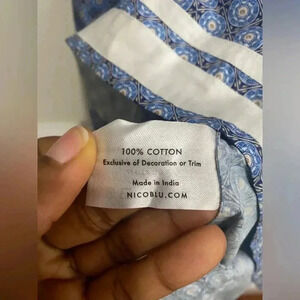 100% COTTON
Exclusive of Decoration or Trim
Made in India
NICOBLU.COM